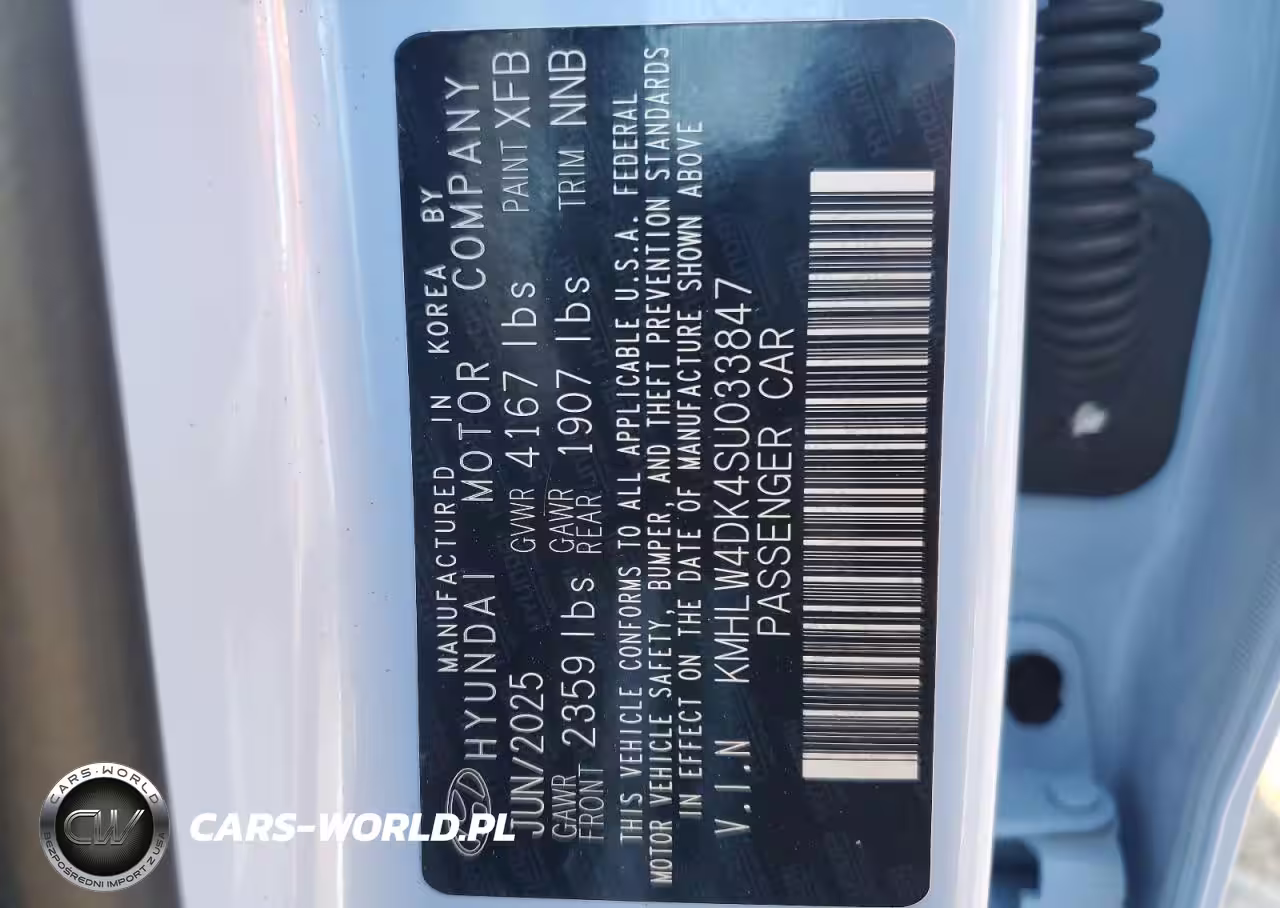 MANUFACTURED IN KOREA BY
HYUNDAI MOTOR COMPANY
JUN/2025 GVWR 4167 lbs PAINT XFB
GAWR FRONT 2359 lbs GAWR REAR 1907 lbs TRIM NNB
THIS VEHICLE CONFORMS TO ALL APPLICABLE U.S.A. FEDERAL
MOTOR VEHICLE SAFETY, BUMPER, AND THEFT PREVENTION STANDARDS
IN EFFECT ON THE DATE OF MANUFACTURE SHOWN ABOVE
V.I.N KMHLW4DK4SU033847
PASSENGER CAR
CARS-WORLD
CW
BEZPOŚREDNI IMPORT Z USA
CARS-WORLD.PL